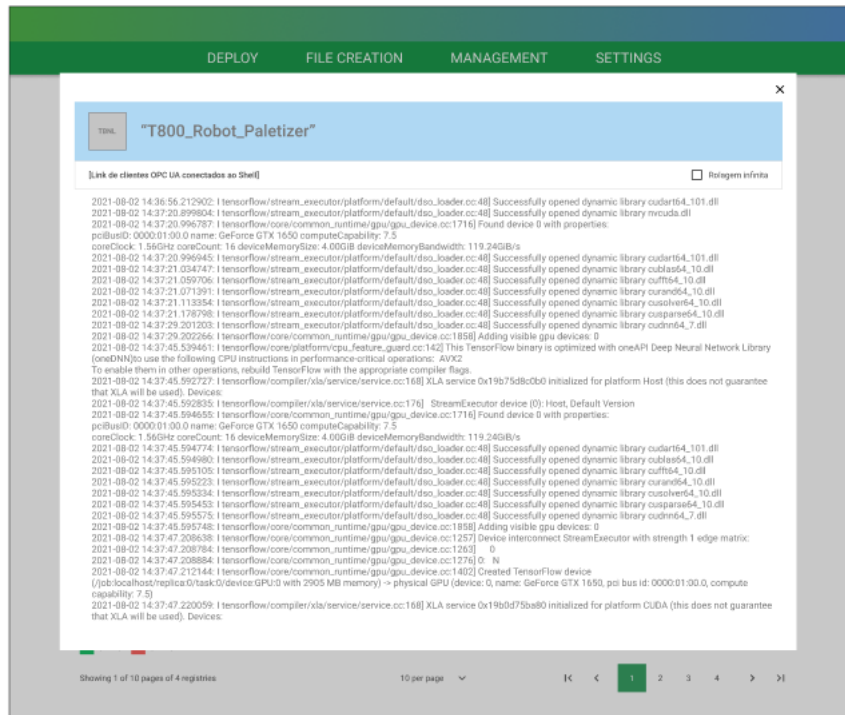 DEPLOY FILE CREATION MANAGEMENT SETTINGS
×
TRNL "T800_Robot_Paletizer"
]Link de clientes OPC UA conectados ao Shell] Rolagem infinita
2021-08-02 14:36:56.212902: I tensorflow/stream_executor/platform/default/dso_loader.cc:48] Successfully opened dynamic library cudart64_101.dll
2021-08-02 14:37:20.899804: I tensorflow/stream_executor/platform/default/dso_loader.cc:48] Successfully opened dynamic library nvcuda.dll
2021-08-02 14:37:20.996787: I tensorflow/core/common_runtime/gpu/gpu_device.cc:1716] Found device 0 with properties:
pciBusID: 0000:01:00.0 name: GeForce GTX 1650 computeCapability: 7.5
coreClock: 1.56GHz coreCount: 16 deviceMemorySize: 4.00GiB deviceMemoryBandwidth: 119.24GiB/s
2021-08-02 14:37:20.996945: I tensorflow/stream_executor/platform/default/dso_loader.cc:48] Successfully opened dynamic library cudart64_101.dll
2021-08-02 14:37:21.034747: I tensorflow/stream_executor/platform/default/dso_loader.cc:48] Successfully opened dynamic library cublas64_10.dll
2021-08-02 14:37:21.059706: I tensorflow/stream_executor/platform/default/dso_loader.cc:48] Successfully opened dynamic library cufft64_10.dll
2021-08-02 14:37:21.071391: I tensorflow/stream_executor/platform/default/dso_loader.cc:48] Successfully opened dynamic library curand64_10.dll
2021-08-02 14:37:21.113354: I tensorflow/stream_executor/platform/default/dso_loader.cc:48] Successfully opened dynamic library cusolver64_10.dll
2021-08-02 14:37:21.178798: I tensorflow/stream_executor/platform/default/dso_loader.cc:48] Successfully opened dynamic library cusparse64_10.dll
2021-08-02 14:37:29.201203: I tensorflow/stream_executor/platform/default/dso_loader.cc:48] Successfully opened dynamic library cudnn64_7.dll
2021-08-02 14:37:29.202266: I tensorflow/core/common_runtime/gpu/gpu_device.cc:1858] Adding visible gpu devices: 0
2021-08-02 14:37:45.539461: I tensorflow/core/platform/cpu_feature_guard.cc:142] This TensorFlow binary is optimized with oneAPI Deep Neural Network Library
(oneDNN)to use the following CPU instructions in performance-critical operations: AVX2
To enable them in other operations, rebuild TensorFlow with the appropriate compiler flags.
2021-08-02 14:37:45.592727: I tensorflow/compiler/xla/service/service.cc:168] XLA service 0x19b75d8c0b0 initialized for platform Host (this does not guarantee
that XLA will be used). Devices:
2021-08-02 14:37:45.592835: I tensorflow/compiler/xla/service/service.cc:176] StreamExecutor device (0): Host, Default Version
2021-08-02 14:37:45.594655: I tensorflow/core/common_runtime/gpu/gpu_device.cc:1716] Found device 0 with properties:
pciBusID: 0000:01:00.0 name: GeForce GTX 1650 computeCapability: 7.5
coreClock: 1.56GHz coreCount: 16 deviceMemorySize: 4.00GiB deviceMemoryBandwidth: 119.24GiB/s
2021-08-02 14:37:45.594774: I tensorflow/stream_executor/platform/default/dso_loader.cc:48] Successfully opened dynamic library cudart64_101.dll
2021-08-02 14:37:45.594980: I tensorflow/stream_executor/platform/default/dso_loader.cc:48] Successfully opened dynamic library cublas64_10.dll
2021-08-02 14:37:45.595105: I tensorflow/stream_executor/platform/default/dso_loader.cc:48] Successfully opened dynamic library cufft64_10.dll
2021-08-02 14:37:45.595223: I tensorflow/stream_executor/platform/default/dso_loader.cc:48] Successfully opened dynamic library curand64_10.dll
2021-08-02 14:37:45.595334: I tensorflow/stream_executor/platform/default/dso_loader.cc:48] Successfully opened dynamic library cusolver64_10.dll
2021-08-02 14:37:45.595453: I tensorflow/stream_executor/platform/default/dso_loader.cc:48] Successfully opened dynamic library cusparse64_10.dll
2021-08-02 14:37:45.595575: I tensorflow/stream_executor/platform/default/dso_loader.cc:48] Successfully opened dynamic library cudnn64_7.dll
2021-08-02 14:37:45.595748: I tensorflow/core/common_runtime/gpu/gpu_device.cc:1858] Adding visible gpu devices: 0
2021-08-02 14:37:47.208638: I tensorflow/core/common_runtime/gpu/gpu_device.cc:1257] Device interconnect StreamExecutor with strength 1 edge matrix:
2021-08-02 14:37:47.208784: I tensorflow/core/common_runtime/gpu/gpu_device.cc:1263] 0
2021-08-02 14:37:47.208884: I tensorflow/core/common_runtime/gpu/gpu_device.cc:1276] 0: N
2021-08-02 14:37:47.212144: I tensorflow/core/common_runtime/gpu/gpu_device.cc:1402] Created TensorFlow device
(/job:localhost/replica:0/task:0/device:GPU:0 with 2905 MB memory) -> physical GPU (device: 0, name: GeForce GTX 1650, pci bus id: 0000:01:00.0, compute
capability: 7.5)
2021-08-02 14:37:47.220059: I tensorflow/compiler/xla/service/service.cc:168] XLA service 0x19b0d75ba80 initialized for platform CUDA (this does not guarantee
that XLA will be used). Devices:
Showing 1 of 10 pages of 4 registries 10 per page 1 2 3 4